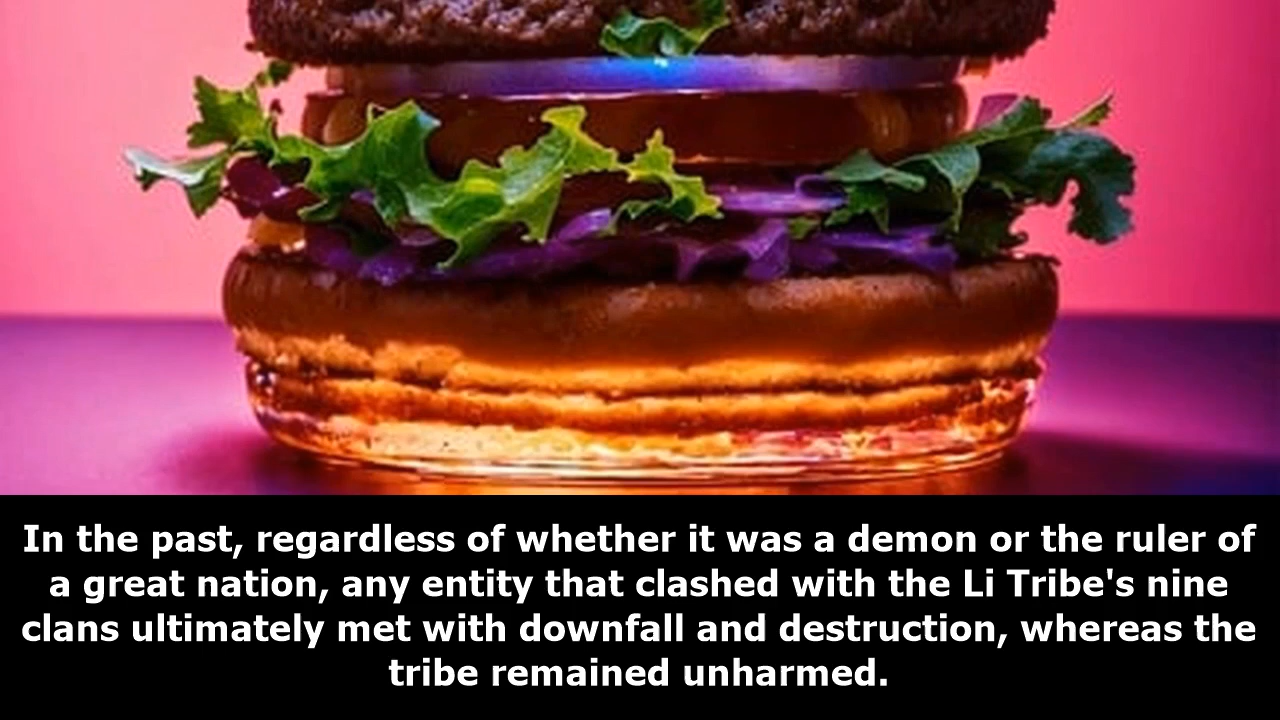 In the past, regardless of whether it was a demon or the ruler of
a great nation, any entity that clashed with the Li Tribe's nine
clans ultimately met with downfall and destruction, whereas the
tribe remained unharmed.